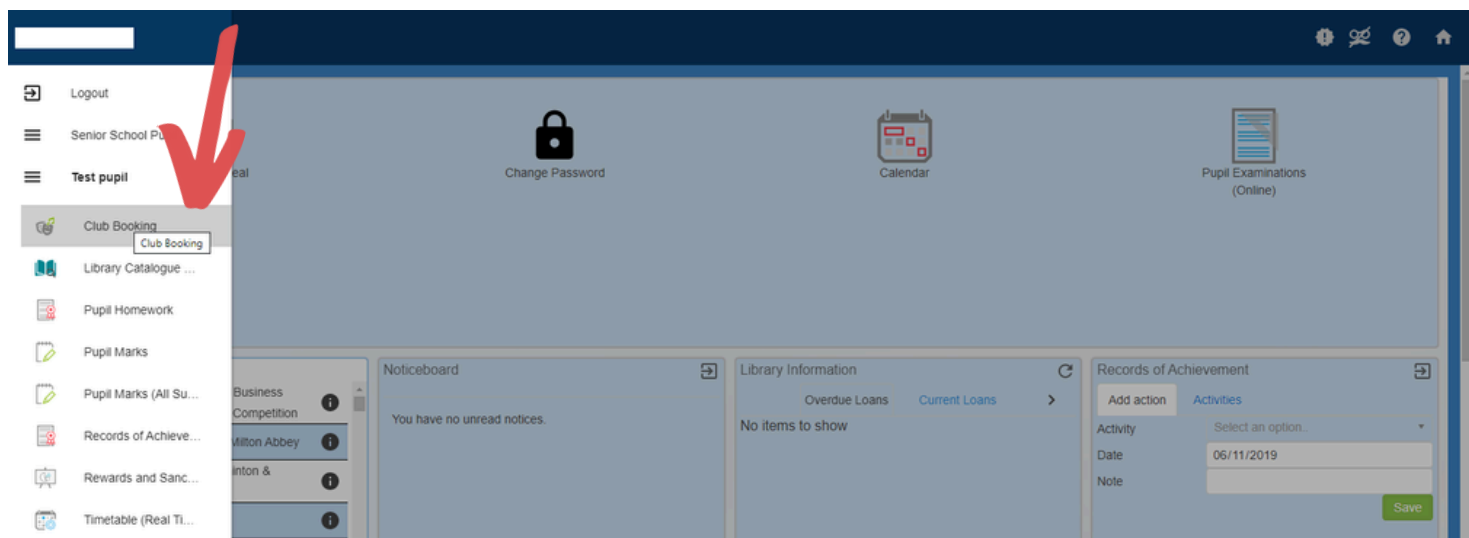 Logout
Senior School Pu
Test pupil
Club Booking
Club Booking
Library Catalogue ...
Pupil Homework
Pupil Marks
Pupil Marks (All Su...
Records of Achieve...
Rewards and Sanc...
Timetable (Real Ti...
eal
Change Password
Calendar
Pupil Examinations
(Online)
Business
Competition
Milton Abbey
inton &
Noticeboard
You have no unread notices.
Library Information
Overdue Loans Current Loans
No items to show
Records of Achievement
Add action Activities
Activity Select an option..
Date 06/11/2019
Note
Save